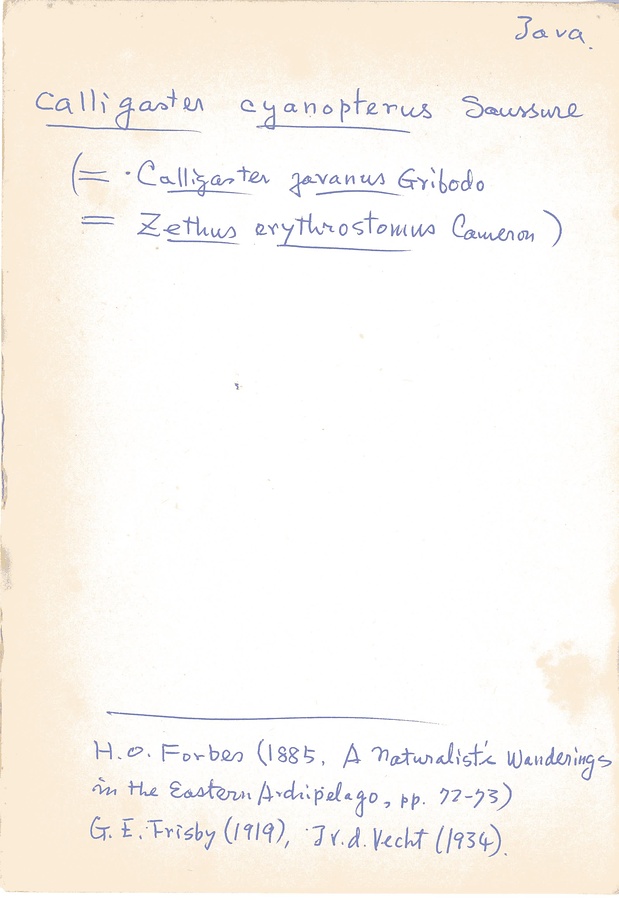 Java.
Calligaster cyanopterus Saussure
(= Calligaster javanus Gribodo
= Zethus erythrostomus Cameron)
H.O. Forbes (1885, A Naturalist's Wanderings
in the Eastern Archipelago, pp. 72-73)
G.E. Frisby (1919), J.v.d. Vecht (1934).